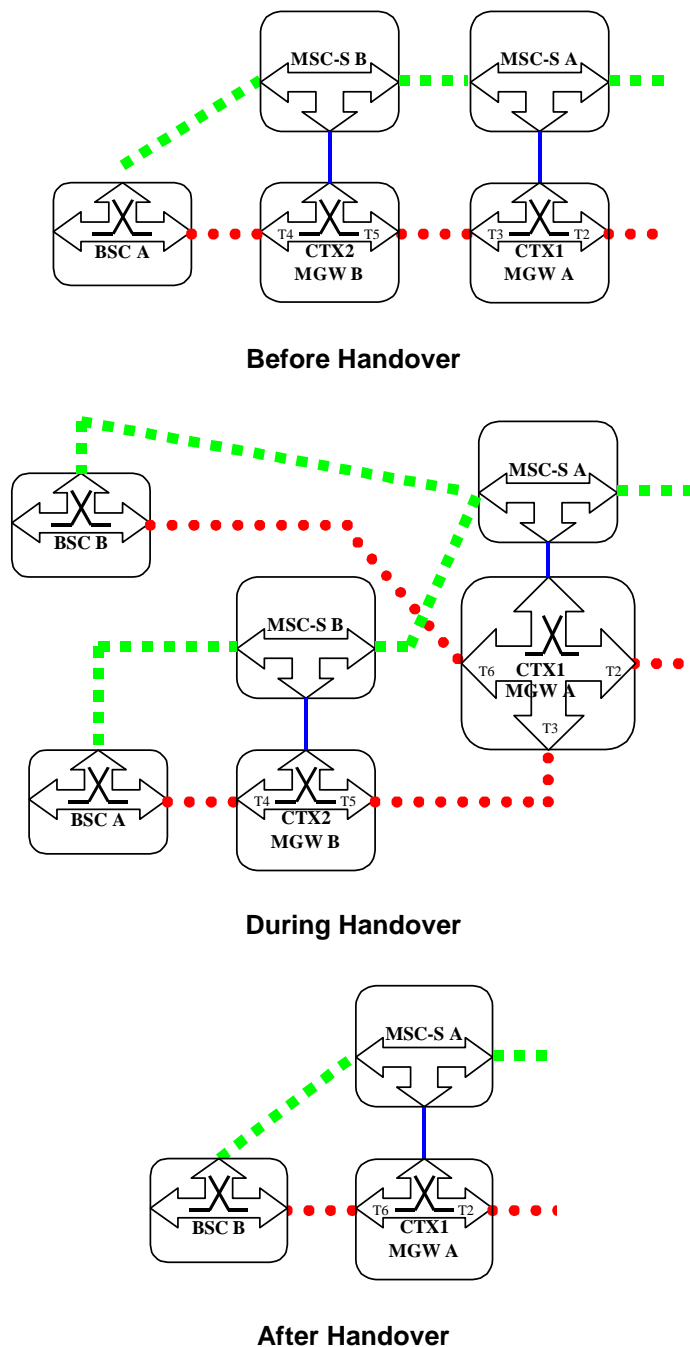 MSC-S B
MSC-S A
T4
T5
T3
T2
BSC A
CTX2
MGW B
CTX1
MGW A
Before Handover
MSC-S A
BSC B
MSC-S B
T6
CTX1
MGW A
T2
T3
BSC A
T4
CTX2
MGW B
T5
During Handover
MSC-S A
T6
T2
BSC B
CTX1
MGW A
After Handover